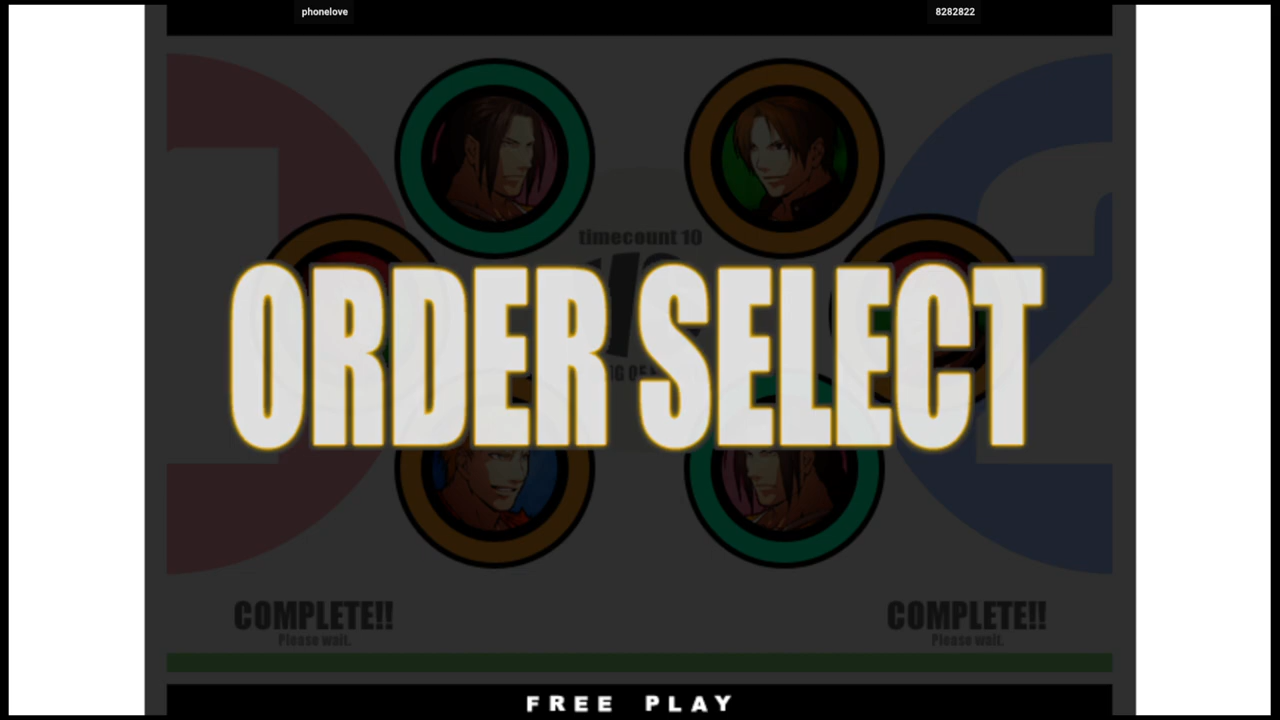 phonelove 8282822
timecount 10
ORDER SELECT
COMPLETE!! COMPLETE!!
Please wait. Please wait.
FREE PLAY